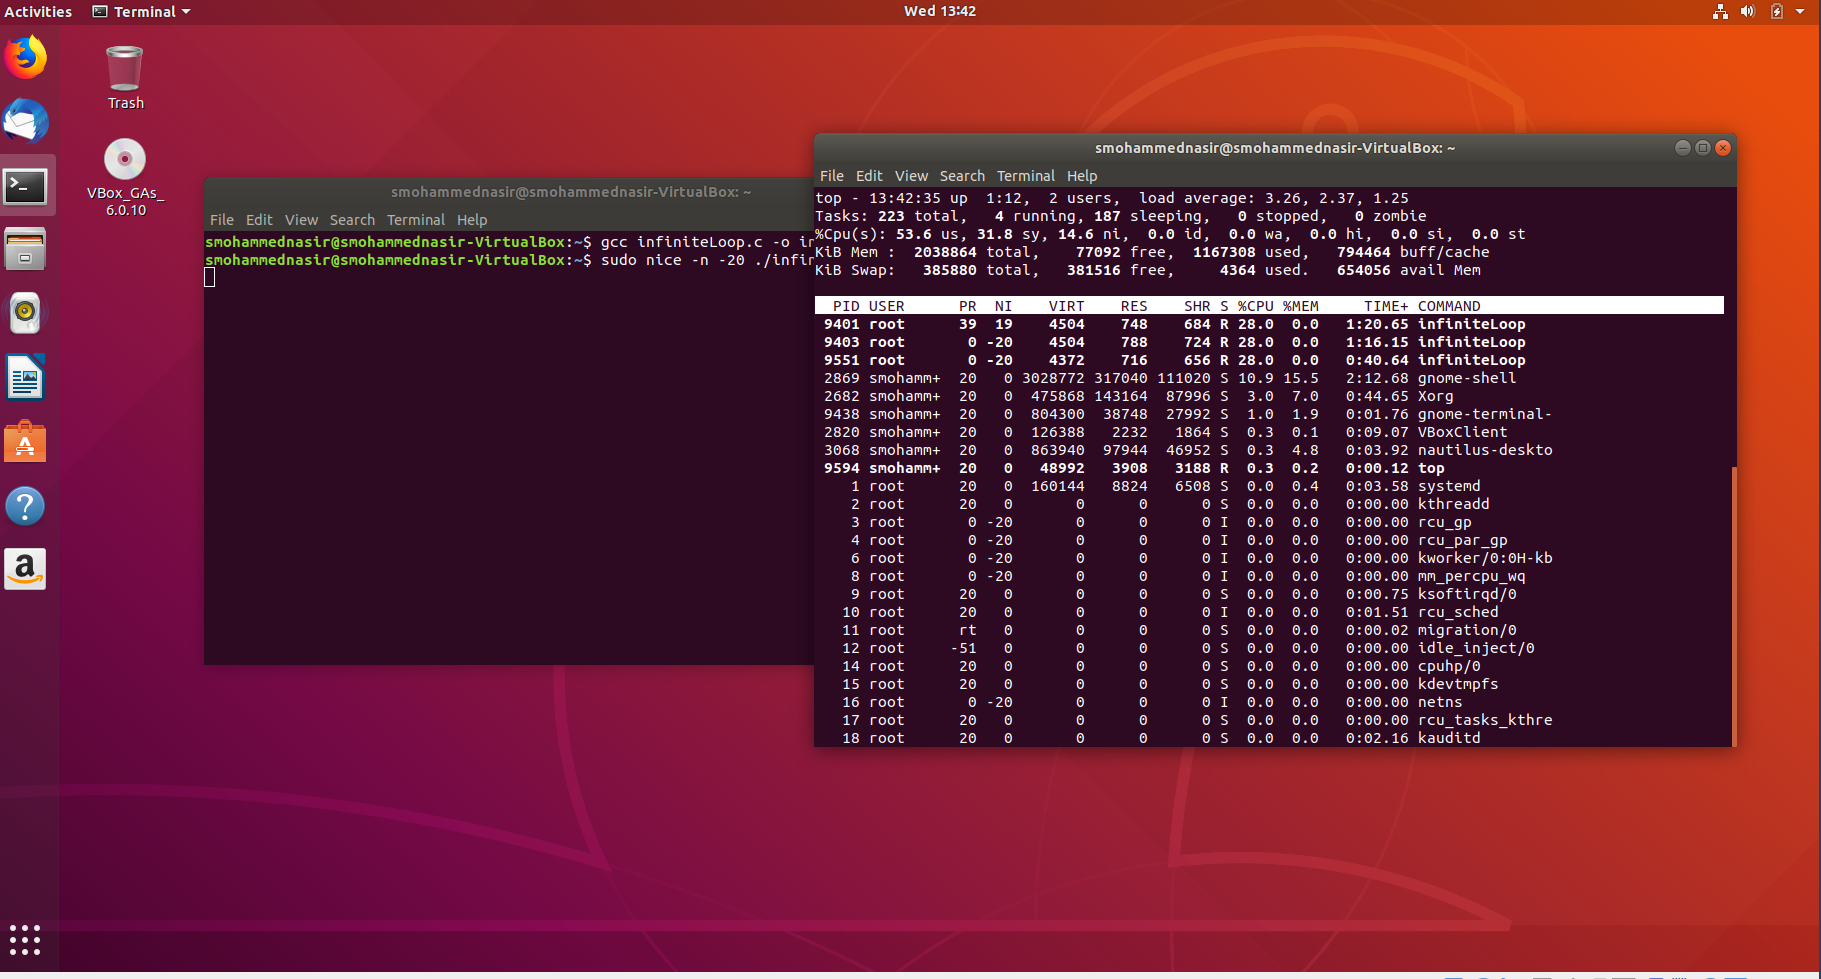 Activities Terminal Wed 13:42
Trash
VBox_GAs_
6.0.10
smohammednasir@smohammednasir-VirtualBox: ~
File Edit View Search Terminal Help
smohammednasir@smohammednasir-VirtualBox:~$ gcc infiniteLoop.c -o in
smohammednasir@smohammednasir-VirtualBox:~$ sudo nice -n -20 ./infin
smohammednasir@smohammednasir-VirtualBox: ~
File Edit View Search Terminal Help
top - 13:42:35 up  1:12,  2 users,  load average: 3.26, 2.37, 1.25
Tasks: 223 total,   4 running, 187 sleeping,   0 stopped,   0 zombie
%Cpu(s): 53.6 us, 31.8 sy, 14.6 ni,  0.0 id,  0.0 wa,  0.0 hi,  0.0 si,  0.0 st
KiB Mem :  2038864 total,    77092 free,  1167308 used,   794464 buff/cache
KiB Swap:   385880 total,   381516 free,     4364 used.   654056 avail Mem
PID USER PR NI VIRT RES SHR S %CPU %MEM TIME+ COMMAND
9401 root 39 19 4504 748 684 R 28.0 0.0 1:20.65 infiniteLoop
9403 root 0 -20 4504 788 724 R 28.0 0.0 1:16.15 infiniteLoop
9551 root 0 -20 4372 716 656 R 28.0 0.0 0:40.64 infiniteLoop
2869 smohamm+ 20 0 3028772 317040 111020 S 10.9 15.5 2:12.68 gnome-shell
2682 smohamm+ 20 0 475868 143164 87996 S 3.0 7.0 0:44.65 Xorg
9438 smohamm+ 20 0 804300 38748 27992 S 1.0 1.9 0:01.76 gnome-terminal-
2820 smohamm+ 20 0 126388 2232 1864 S 0.3 0.1 0:09.07 VBoxClient
3068 smohamm+ 20 0 863940 97944 46952 S 0.3 4.8 0:03.92 nautilus-deskto
9594 smohamm+ 20 0 48992 3908 3188 R 0.3 0.2 0:00.12 top
1 root 20 0 160144 8824 6508 S 0.0 0.4 0:03.58 systemd
2 root 20 0 0 0 0 S 0.0 0.0 0:00.00 kthreadd
3 root 0 -20 0 0 0 I 0.0 0.0 0:00.00 rcu_gp
4 root 0 -20 0 0 0 I 0.0 0.0 0:00.00 rcu_par_gp
6 root 0 -20 0 0 0 I 0.0 0.0 0:00.00 kworker/0:0H-kb
8 root 0 -20 0 0 0 I 0.0 0.0 0:00.00 mm_percpu_wq
9 root 20 0 0 0 0 S 0.0 0.0 0:00.75 ksoftirqd/0
10 root 20 0 0 0 0 I 0.0 0.0 0:01.51 rcu_sched
11 root rt 0 0 0 0 S 0.0 0.0 0:00.02 migration/0
12 root -51 0 0 0 0 S 0.0 0.0 0:00.00 idle_inject/0
14 root 20 0 0 0 0 S 0.0 0.0 0:00.00 cpuhp/0
15 root 20 0 0 0 0 S 0.0 0.0 0:00.00 kdevtmpfs
16 root 0 -20 0 0 0 I 0.0 0.0 0:00.00 netns
17 root 20 0 0 0 0 S 0.0 0.0 0:00.00 rcu_tasks_kthre
18 root 20 0 0 0 0 S 0.0 0.0 0:02.16 kauditd